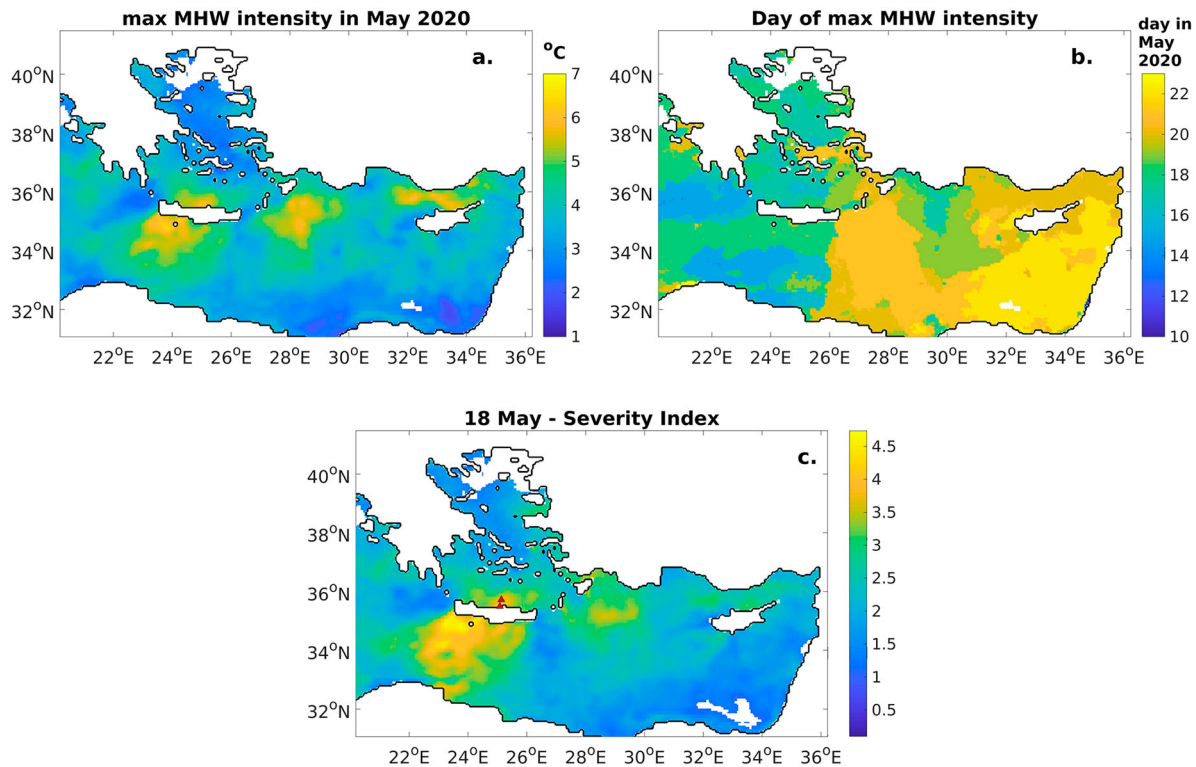 max MHW intensity in May 2020
°C
a.
40°N
38°N
36°N
34°N
32°N
22°E 24°E 26°E 28°E 30°E 32°E 34°E 36°E
7
6
5
4
3
2
1
Day of max MHW intensity
day in
May
2020
b.
40°N
38°N
36°N
34°N
32°N
22°E 24°E 26°E 28°E 30°E 32°E 34°E 36°E
22
20
18
16
14
12
10
18 May - Severity Index
c.
40°N
38°N
36°N
34°N
32°N
22°E 24°E 26°E 28°E 30°E 32°E 34°E 36°E
4.5
4
3.5
3
2.5
2
1.5
1
0.5